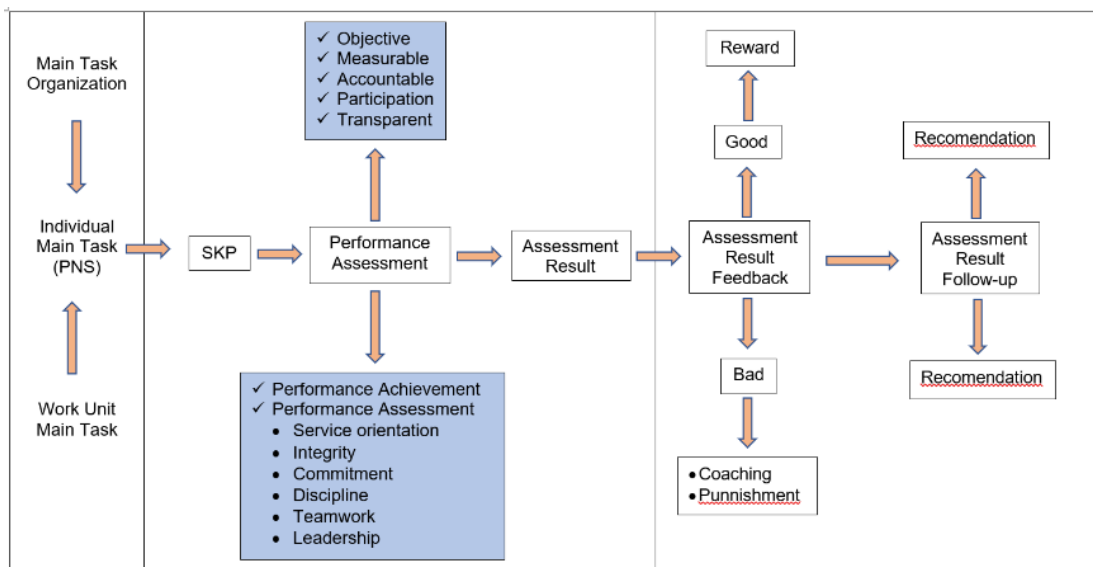 Main Task
Organization
Individual
Main Task
(PNS)
Work Unit
Main Task
SKP
✓ Objective
✓ Measurable
✓ Accountable
✓ Participation
✓ Transparent
Performance
Assessment
✓ Performance Achievement
✓ Performance Assessment
• Service orientation
• Integrity
• Commitment
• Discipline
• Teamwork
• Leadership
Assessment
Result
Reward
Good
Assessment
Result
Feedback
Bad
• Coaching
• Punnishment
Recomendation
Assessment
Result
Follow-up
Recomendation